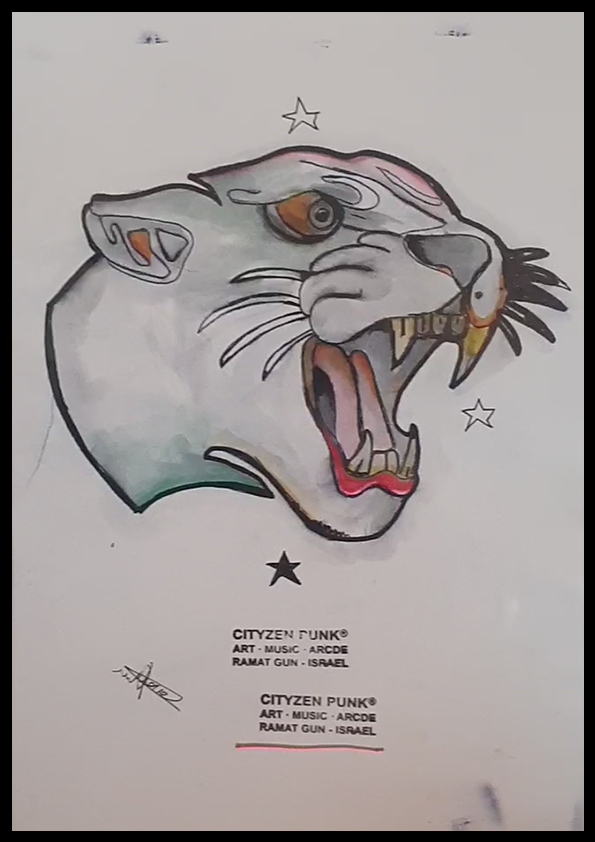 CITYZEN PUNK®
ART · MUSIC · ARCDE
RAMAT GUN - ISRAEL
CITYZEN PUNK®
ART · MUSIC · ARCDE
RAMAT GUN - ISRAEL